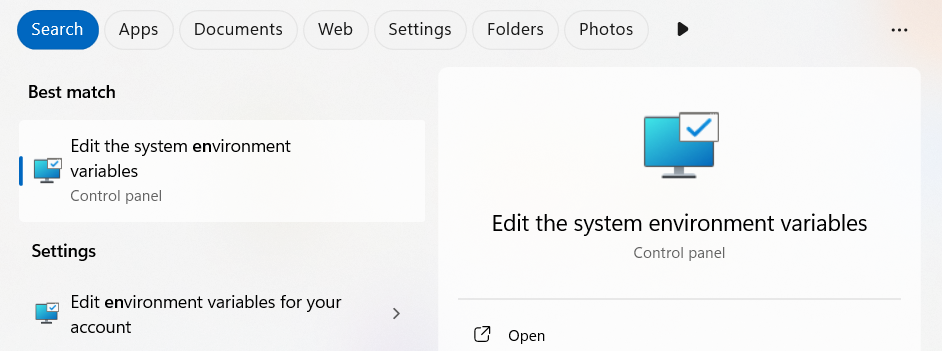 Search Apps Documents Web Settings Folders Photos
Best match
Edit the system environment
variables
Control panel
Settings
Edit environment variables for your
account
Edit the system environment variables
Control panel
Open